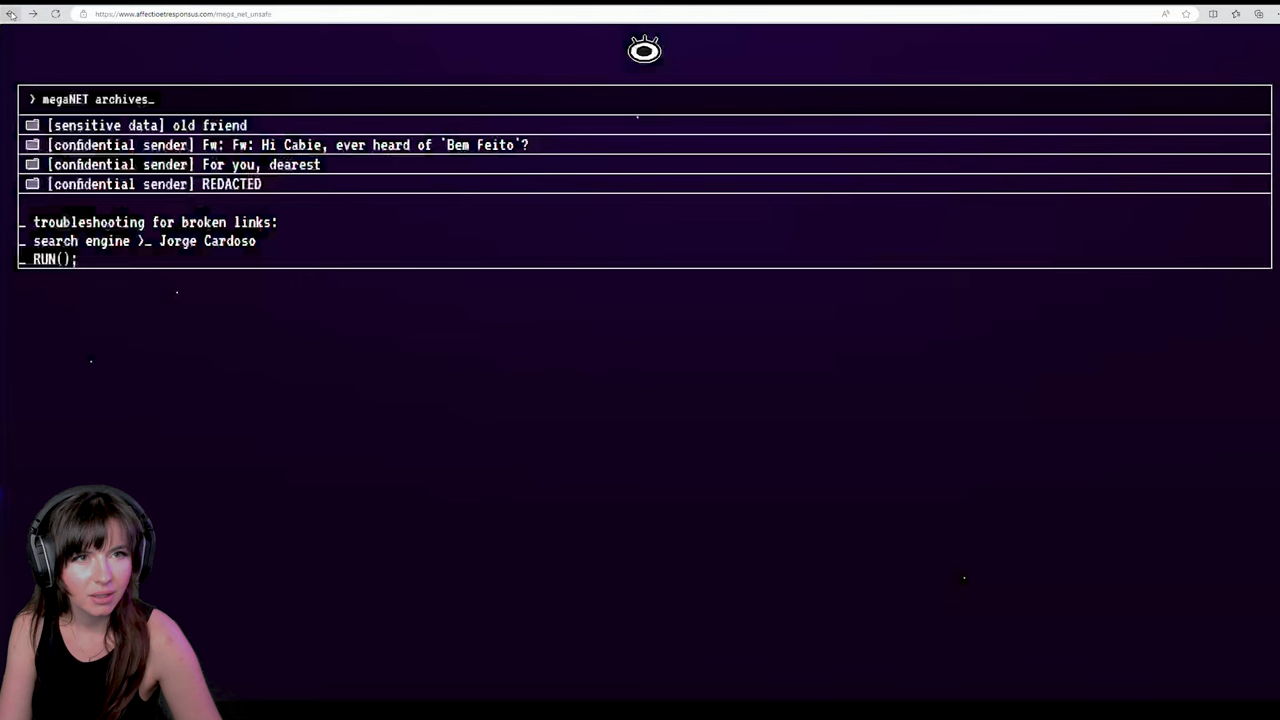 https://www.affectioetresponsus.com/mega_net_unsafe
> megaNET archives_
[sensitive data] old friend
[confidential sender] Fw: Fw: Hi Cabie, ever heard of `Bem Feito`?
[confidential sender] For you, dearest
[confidential sender] REDACTED
_ troubleshooting for broken links:
_ search engine >_ Jorge Cardoso
_ RUN();